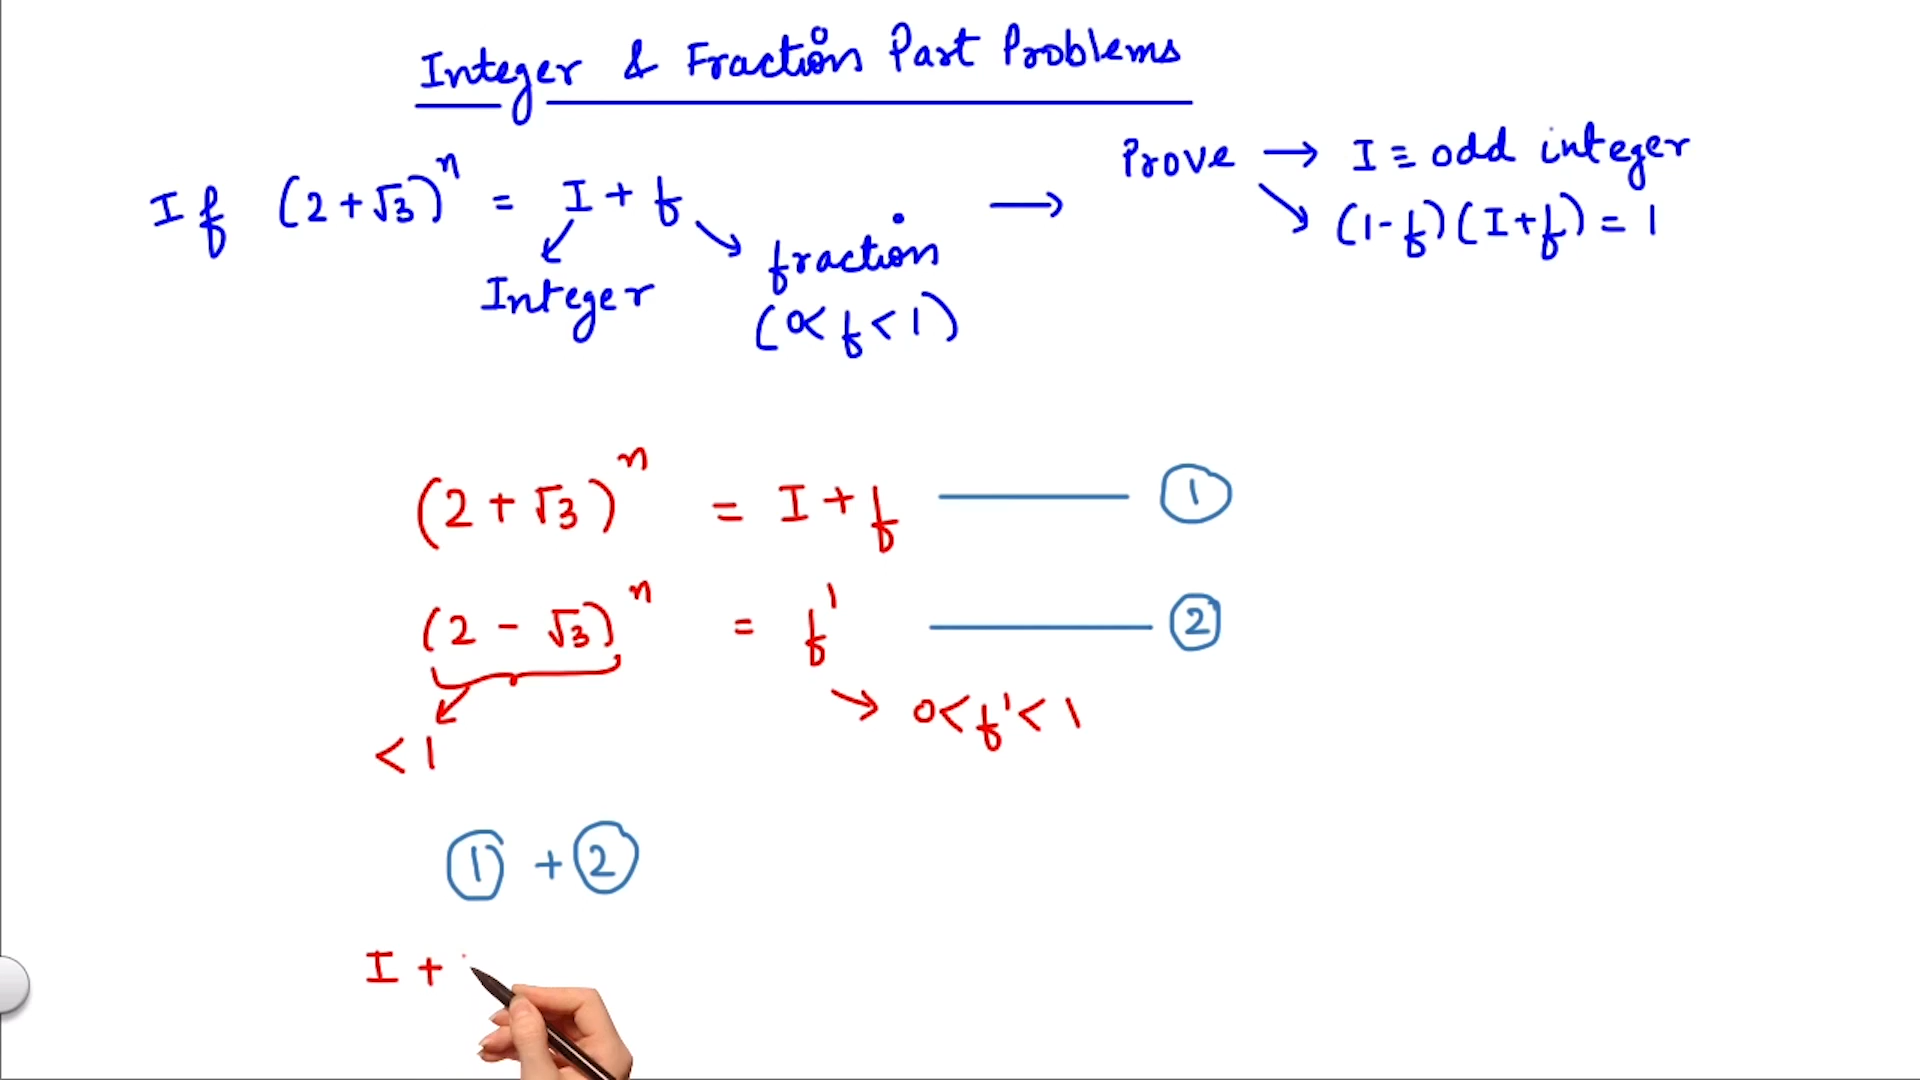 Integer & Fraction Part Problems
If (2+√3)ⁿ = I + f → Prove → I = odd integer
→ (1-f)(I+f) = 1
Integer
fraction
(0<f<1)
(2+√3)ⁿ = I + f ——— ①
(2 - √3)ⁿ = f' ——— ②
→ 0<f'<1
<1
① + ②
I +